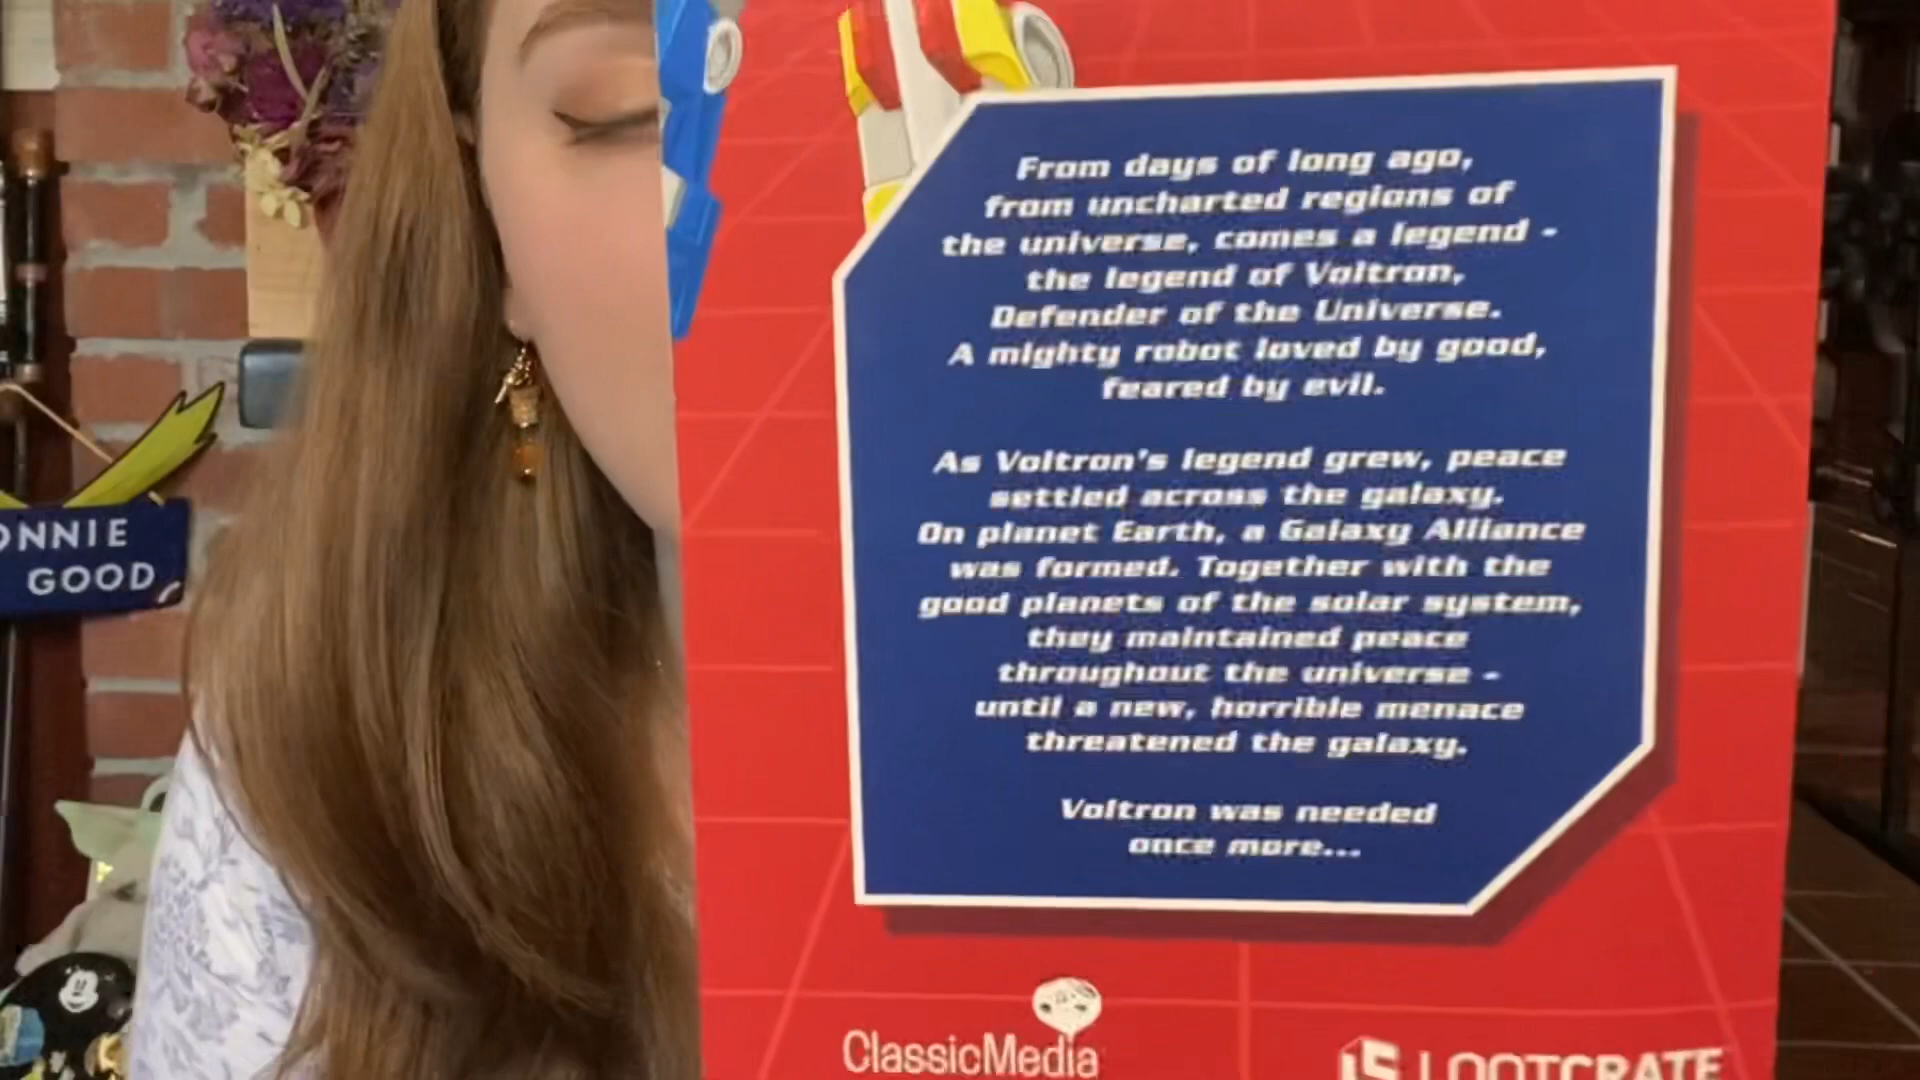 From days of long ago,
from uncharted regions of
the universe, comes a legend -
the legend of Voltron,
Defender of the Universe.
A mighty robot loved by good,
feared by evil.
As Voltron's legend grew, peace
settled across the galaxy.
On planet Earth, a Galaxy Alliance
was formed. Together with the
good planets of the solar system,
they maintained peace
throughout the universe -
until a new, horrible menace
threatened the galaxy.
Voltron was needed
once more...
ClassicMedia
LOOTCRATE
ONNIE
GOOD